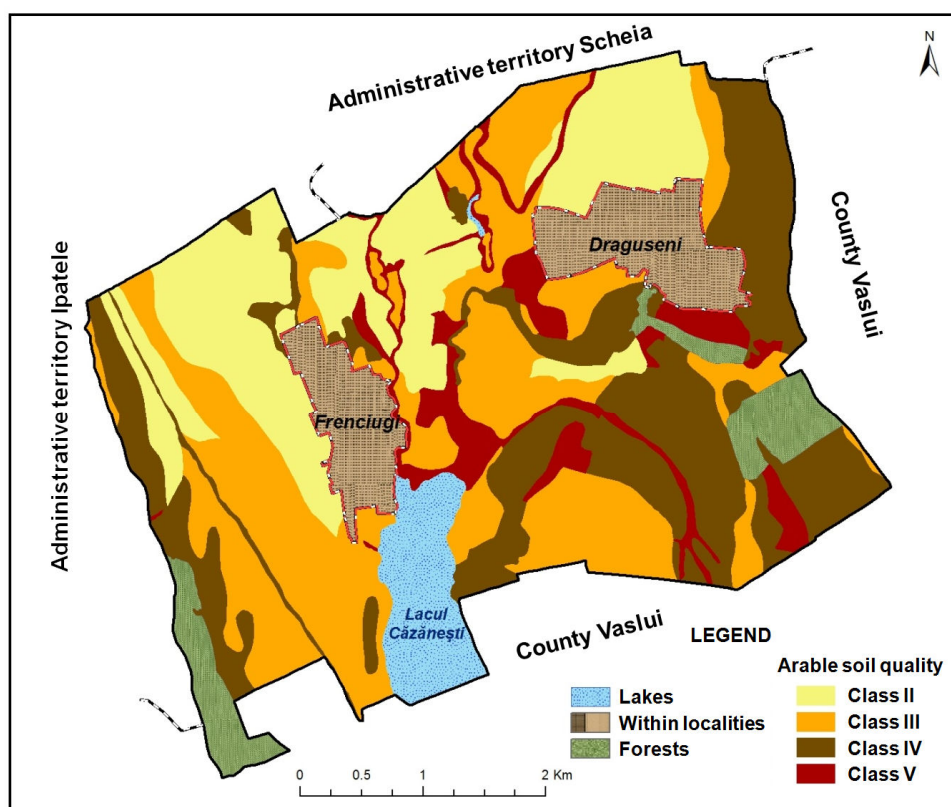 N
Administrative territory Scheia
Administrative territory Ipatele
County Vaslui
Draguseni
Frenciugi
Lacul
Căzăneşti
County Vaslui
LEGEND
Arable soil quality
Lakes
Within localities
Forests
Class II
Class III
Class IV
Class V
0 0.5 1 2 Km